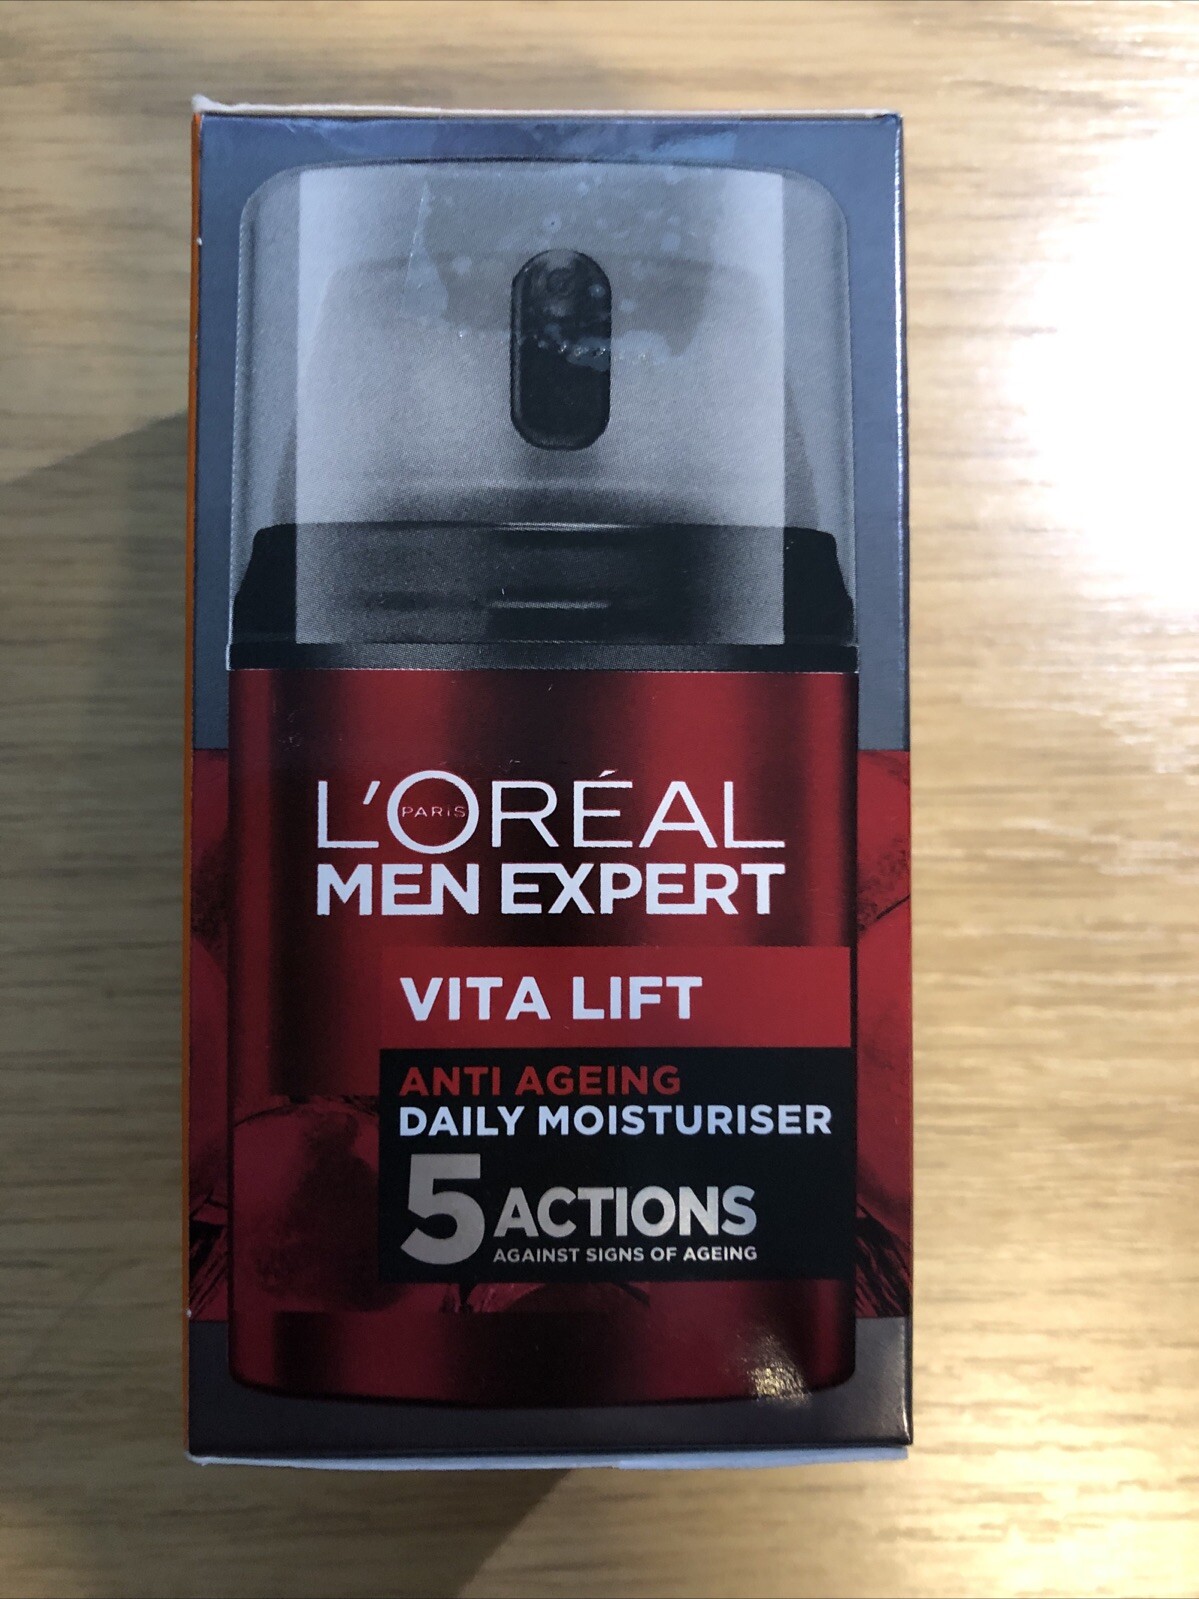 L'ORÉAL
PARIS
MEN EXPERT
VITA LIFT
ANTI AGEING
DAILY MOISTURISER
5 ACTIONS
AGAINST SIGNS OF AGEING